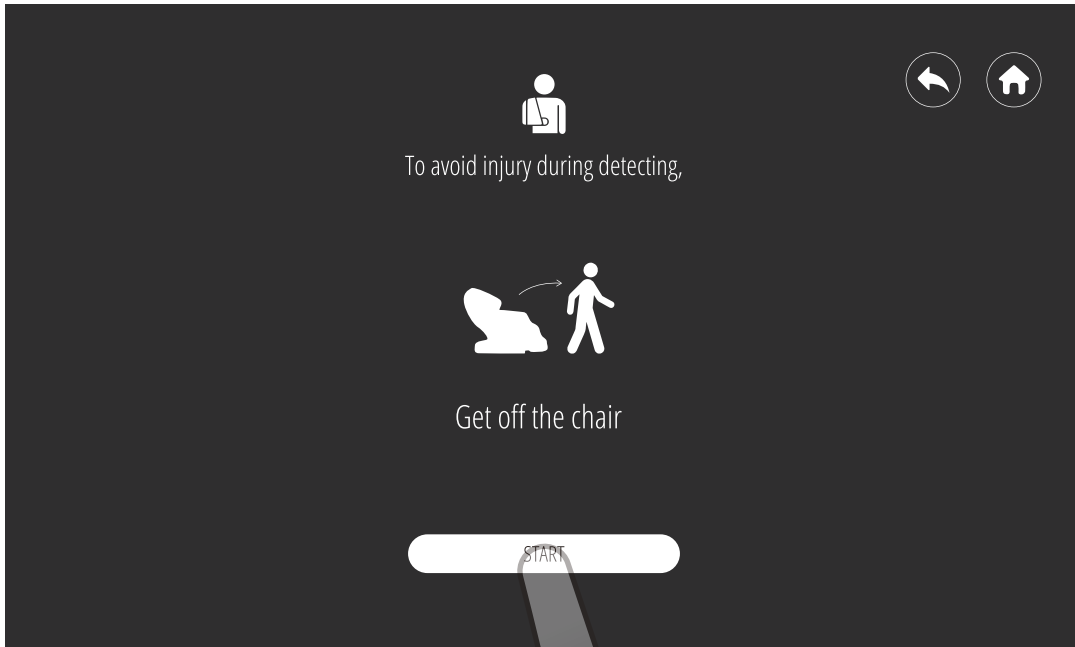 To avoid injury during detecting,
Get off the chair
START